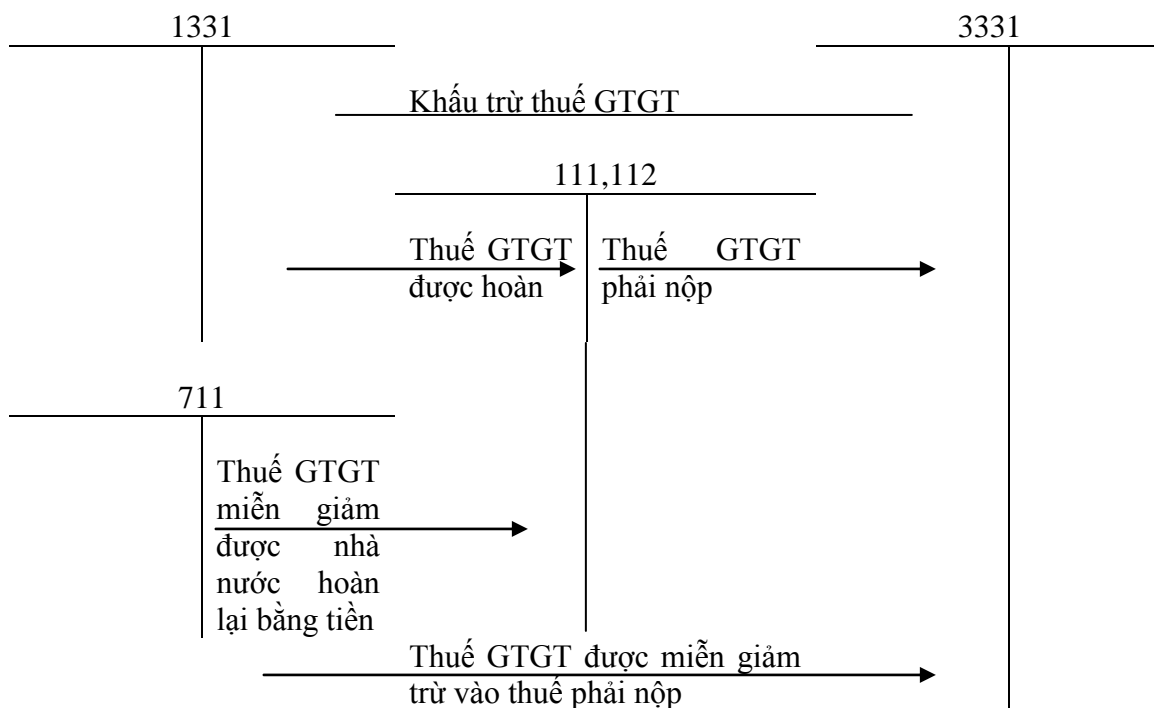 1331
3331
Khấu trừ thuế GTGT
111,112
Thuế GTGT
được hoàn
Thuế GTGT
phải nộp
711
Thuế GTGT
miễn giảm
được nhà
nước hoàn
lại bằng tiền
Thuế GTGT được miễn giảm
trừ vào thuế phải nộp